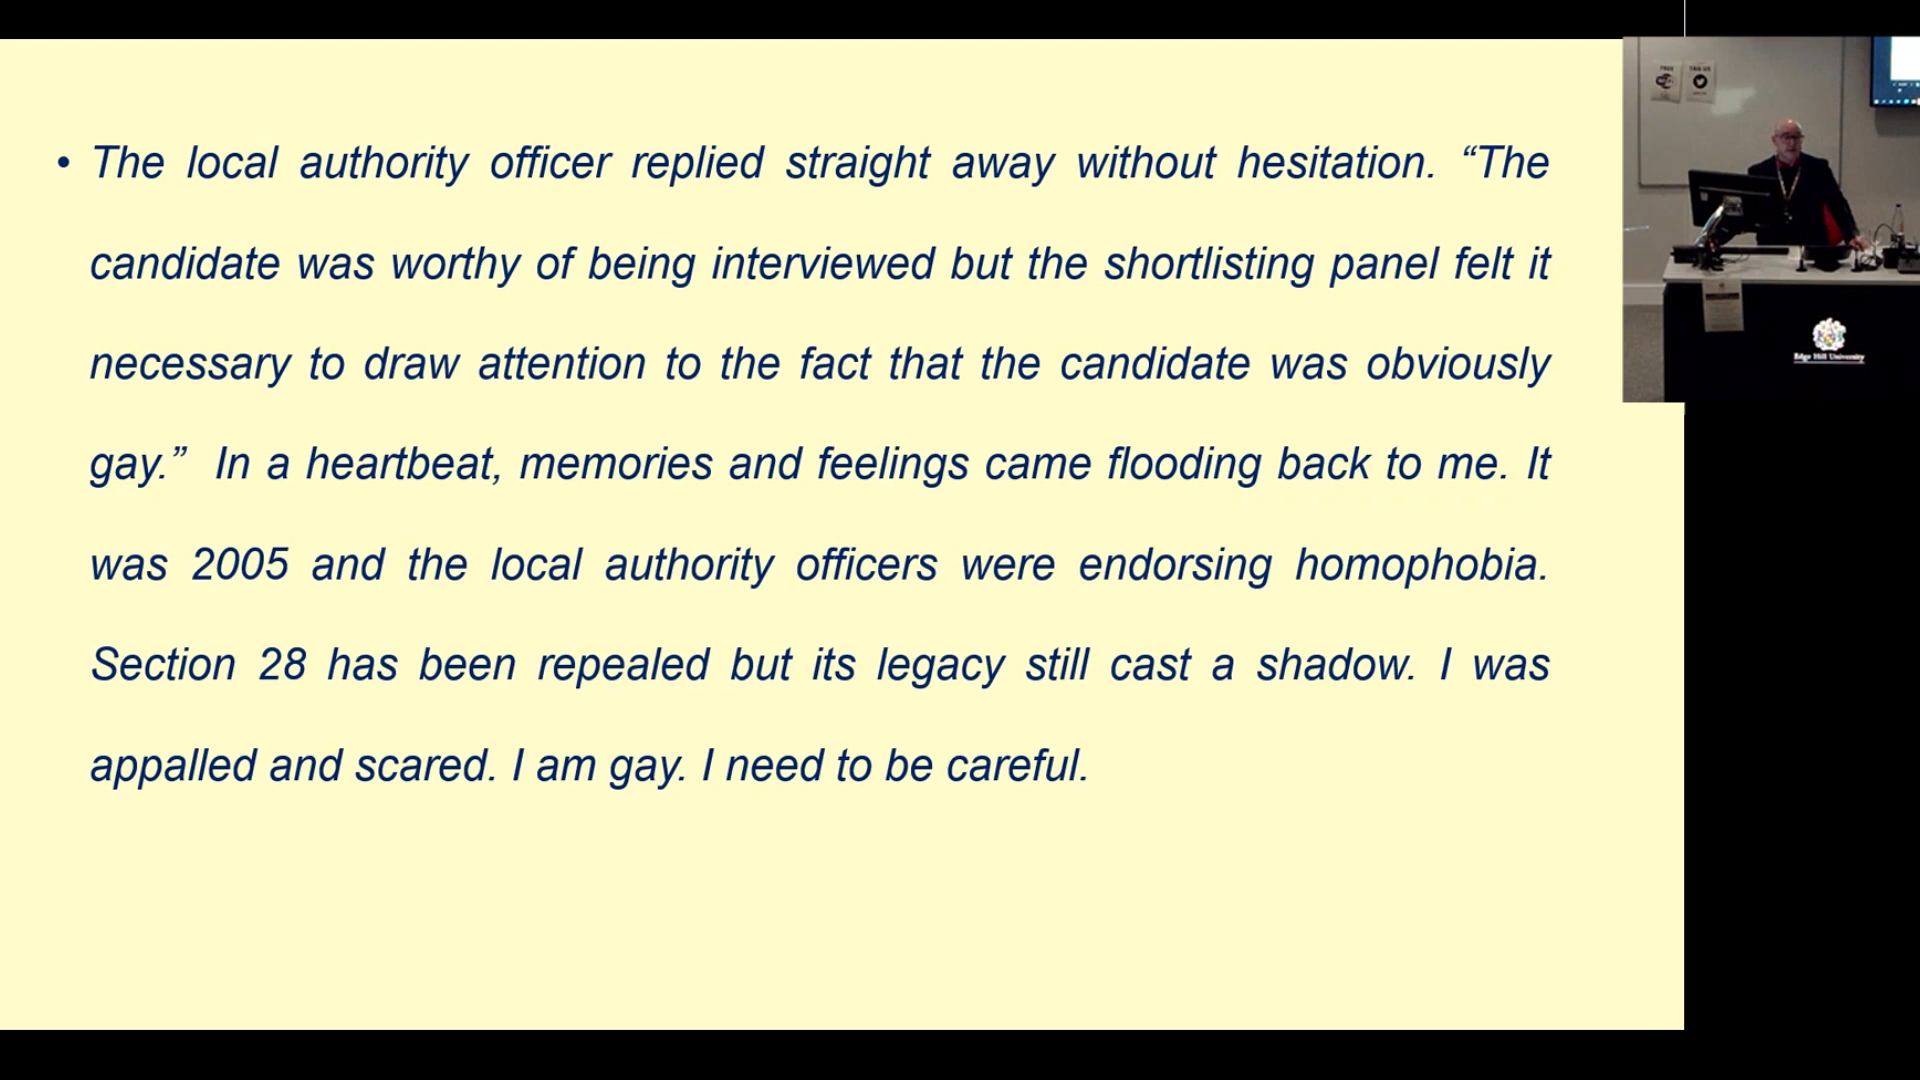 • The local authority officer replied straight away without hesitation. “The
candidate was worthy of being interviewed but the shortlisting panel felt it
necessary to draw attention to the fact that the candidate was obviously
gay.”  In a heartbeat, memories and feelings came flooding back to me. It
was 2005 and the local authority officers were endorsing homophobia.
Section 28 has been repealed but its legacy still cast a shadow. I was
appalled and scared. I am gay. I need to be careful.
FREE
Edge Hill University